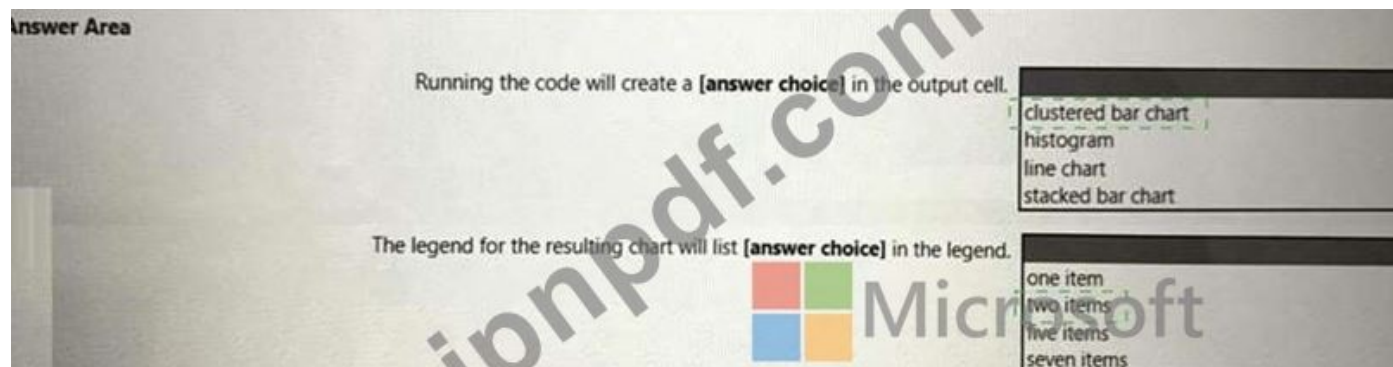 Answer Area
Running the code will create a [answer choice] in the output cell.
clustered bar chart
histogram
line chart
stacked bar chart
The legend for the resulting chart will list [answer choice] in the legend.
one item
two items
five items
seven items
Microsoft
ipnpdf.com